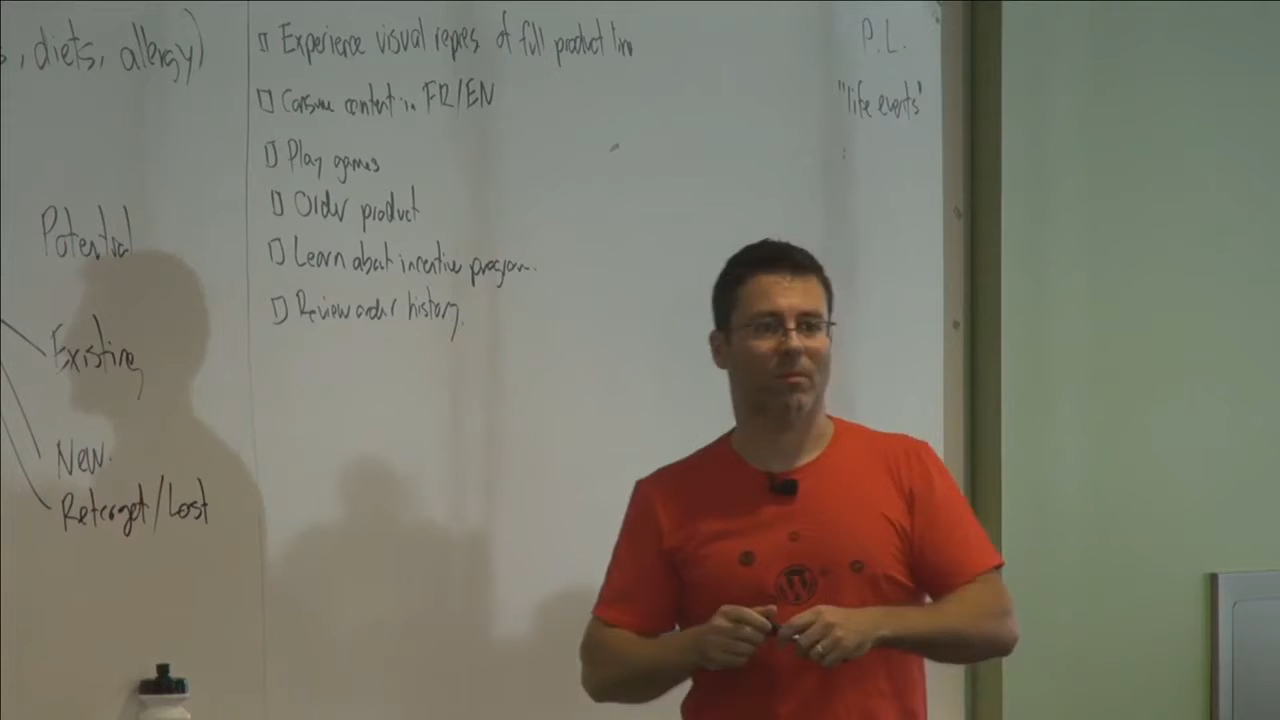 , diets, allergy)
Potential
Existing
New.
Retarget/Lost
Experience visual repres of full product line
Consume content in FR/EN
Play games
Order product
Learn about incentive program.
Review order history.
P.L.
"life events"
W